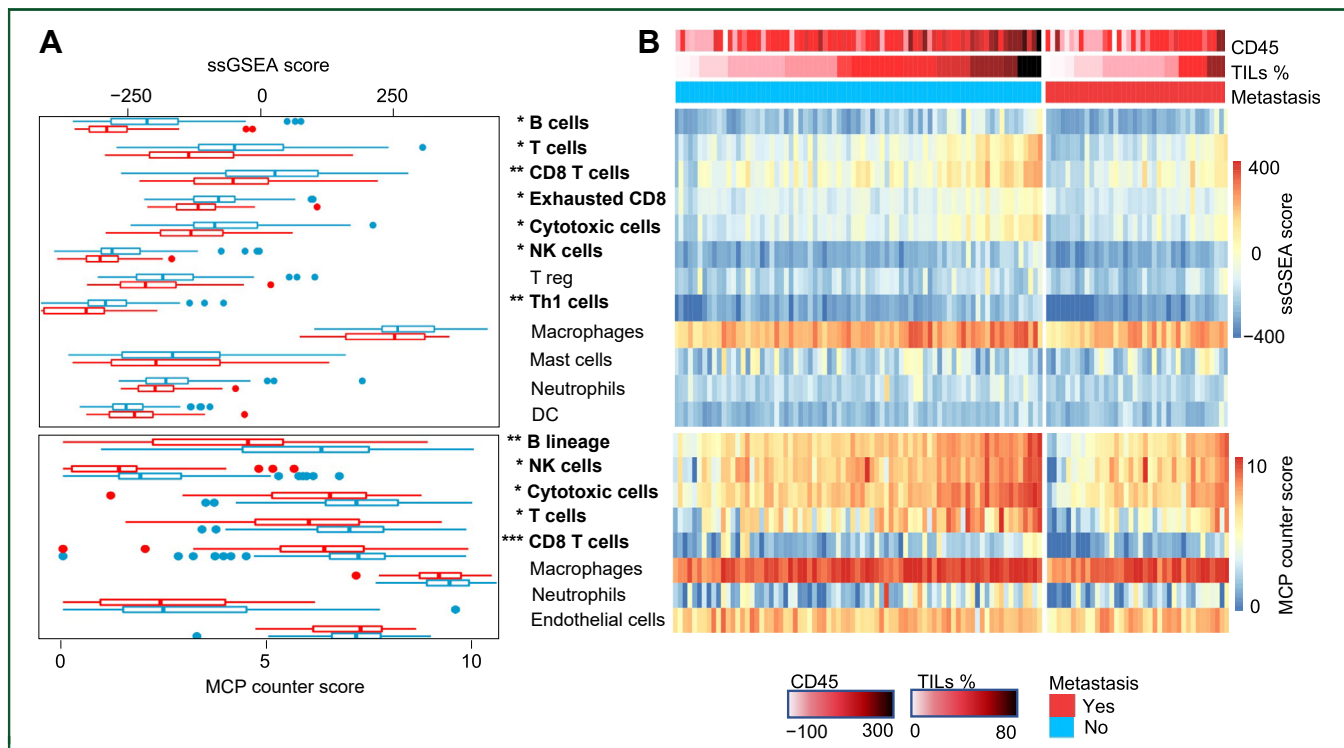 A
ssGSEA score
−250
0
250
* B cells
* T cells
** CD8 T cells
* Exhausted CD8
* Cytotoxic cells
* NK cells
T reg
** Th1 cells
Macrophages
Mast cells
Neutrophils
DC
** B lineage
* NK cells
* Cytotoxic cells
* T cells
*** CD8 T cells
Macrophages
Neutrophils
Endothelial cells
0
5
10
MCP counter score
B
CD45
TILs %
Metastasis
400
0
−400
ssGSEA score
10
0
MCP counter score
CD45
−100
300
TILs %
0
80
Metastasis
Yes
No